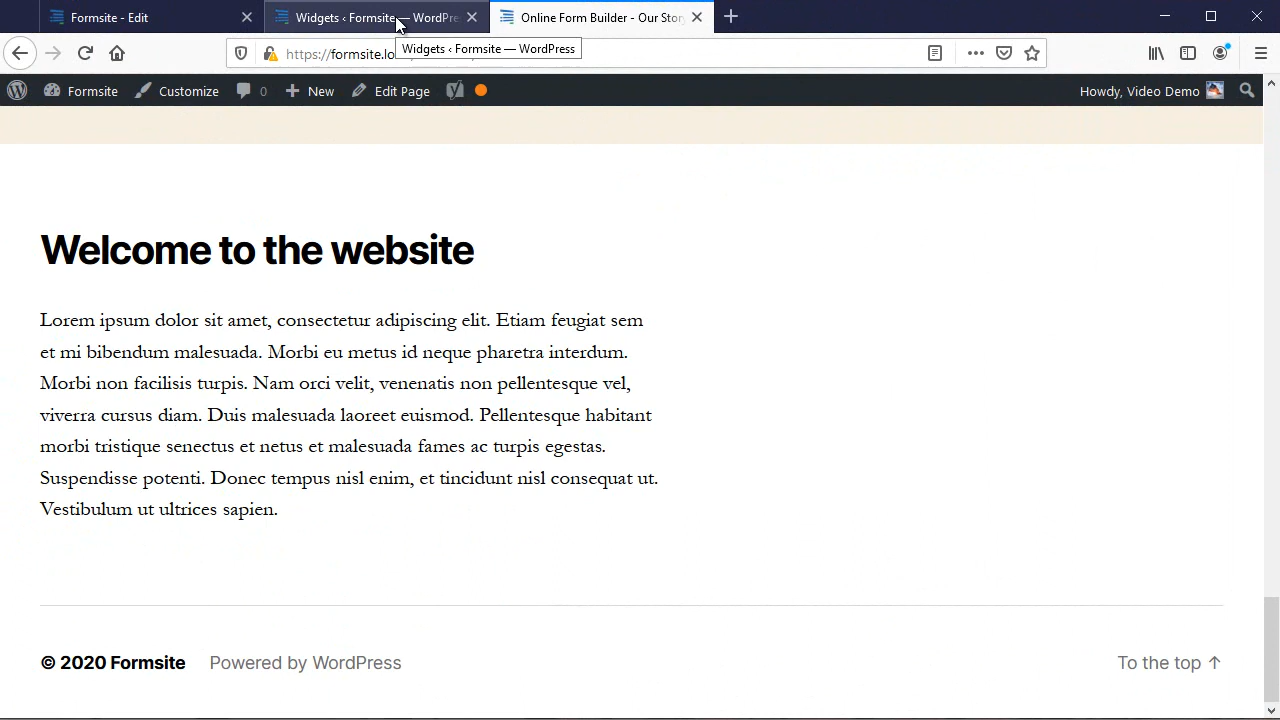 Formsite - Edit
Widgets ‹ Formsite — WordPre
Online Form Builder - Our Stor
https://formsite.lo
Widgets ‹ Formsite — WordPress
Formsite
Customize
0
New
Edit Page
Howdy, Video Demo
Welcome to the website
Lorem ipsum dolor sit amet, consectetur adipiscing elit. Etiam feugiat sem
et mi bibendum malesuada. Morbi eu metus id neque pharetra interdum.
Morbi non facilisis turpis. Nam orci velit, venenatis non pellentesque vel,
viverra cursus diam. Duis malesuada laoreet euismod. Pellentesque habitant
morbi tristique senectus et netus et malesuada fames ac turpis egestas.
Suspendisse potenti. Donec tempus nisl enim, et tincidunt nisl consequat ut.
Vestibulum ut ultrices sapien.
© 2020 Formsite
Powered by WordPress
To the top ↑